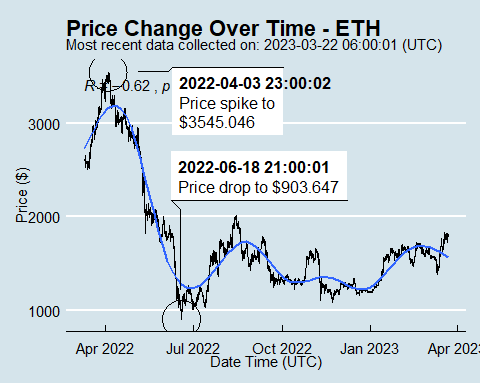 Price Change Over Time - ETH
Most recent data collected on: 2023-03-22 06:00:01 (UTC)
−0.62 , p
2022-04-03 23:00:02
Price spike to
$3545.046
2022-06-18 21:00:01
Price drop to $903.647
Price ($)
3000
2000
1000
Apr 2022
Jul 2022
Oct 2022
Jan 2023
Apr 2023
Date Time (UTC)